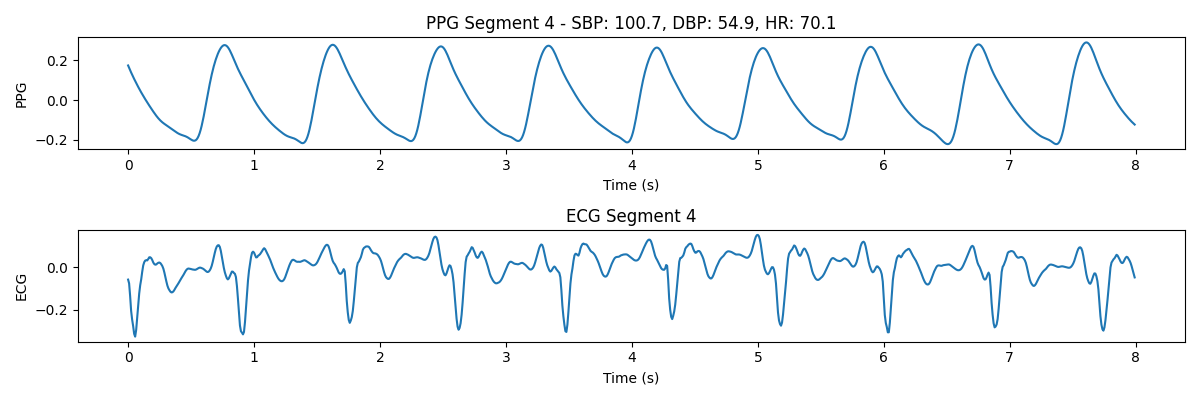 PPG Segment 4 - SBP: 100.7, DBP: 54.9, HR: 70.1
PPG
0.2
0.0
−0.2
0 1 2 3 4 5 6 7 8
Time (s)
ECG Segment 4
ECG
0.0
−0.2
0 1 2 3 4 5 6 7 8
Time (s)